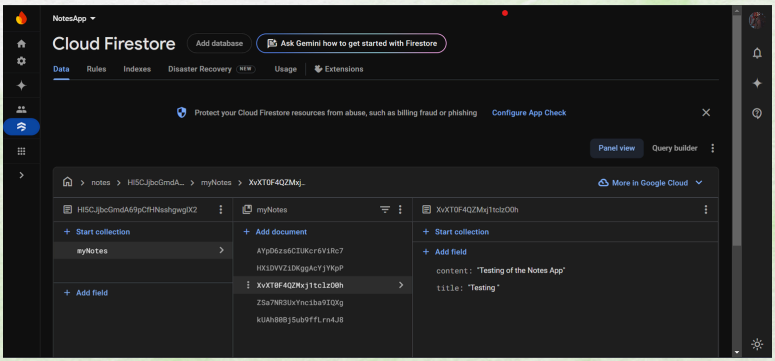 NotesApp
Cloud Firestore Add database Ask Gemini how to get started with Firestore
Data Rules Indexes Disaster Recovery NEW Usage Extensions
Protect your Cloud Firestore resources from abuse, such as billing fraud or phishing Configure App Check
Panel view Query builder
notes > HI5CJjbcGmdA... > myNotes > XvXT0F4QZMxj...
More in Google Cloud
HI5CJjbcGmdA69pCfHNsshgwglX2 myNotes XvXT0F4QZMxj1tclzO0h
+ Start collection + Add document + Start collection
myNotes AYpD6zs6CIUKcr6ViRc7 + Add field
HXiDVVZiDKggAcYjYKpP content: "Testing of the Notes App"
XvXT0F4QZMxj1tclzO0h title: "Testing "
+ Add field ZSa7NR3UxYnciba9IQXg
kUAh80Bj5ub9ffLrn4J8